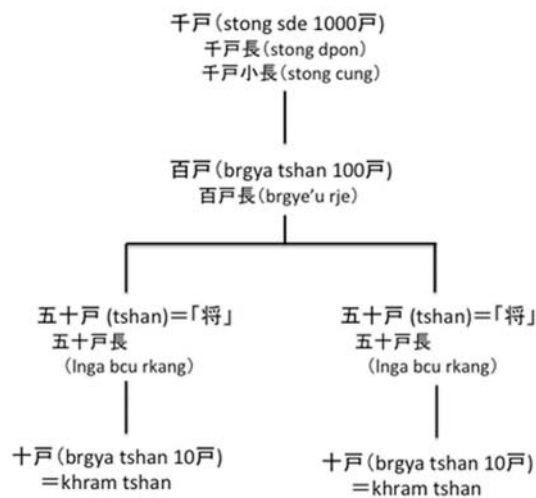 千戸(stong sde 1000戸)
千戸長(stong dpon)
千戸小長(stong cung)
百戸(brgya tshan 100戸)
百戸長(brgye'u rje)
五十戸 (tshan)=「将」
五十戸長
(lnga bcu rkang)
五十戸 (tshan)=「将」
五十戸長
(lnga bcu rkang)
十戸(brgya tshan 10戸)
=khram tshan
十戸(brgya tshan 10戸)
=khram tshan